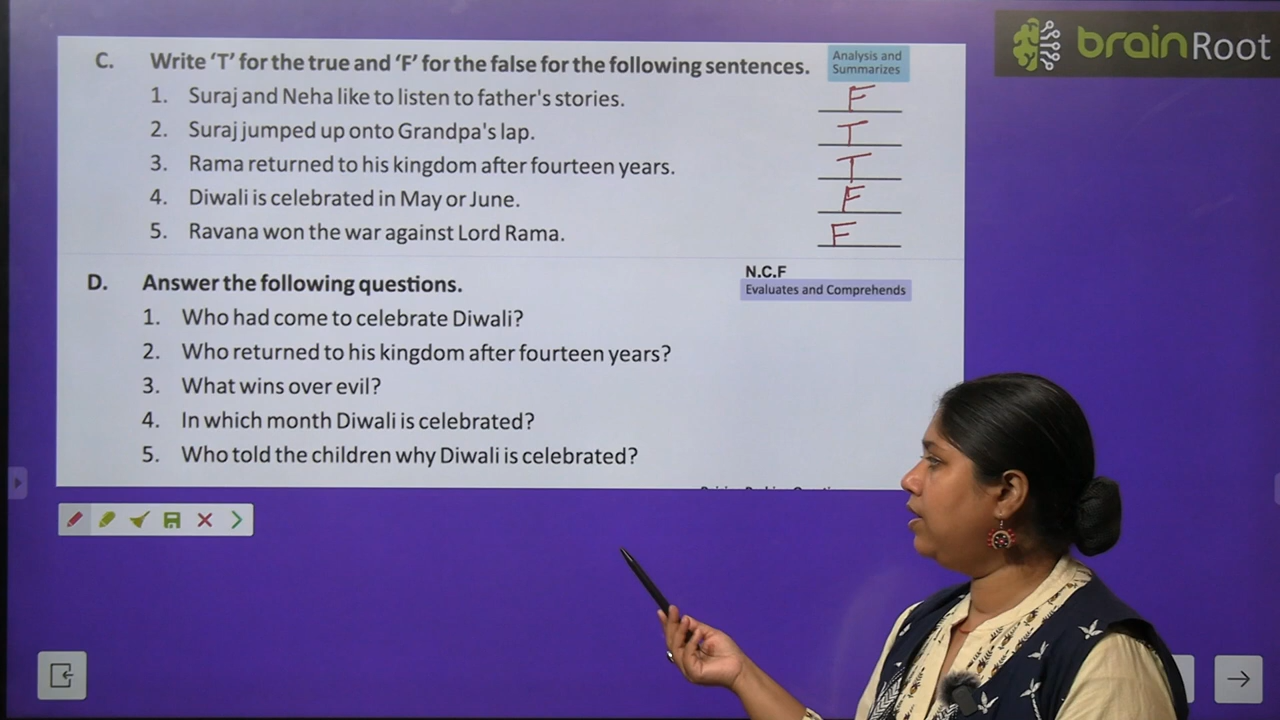 brainRoot
C. Write 'T' for the true and 'F' for the false for the following sentences.
Analysis and
Summarizes
1. Suraj and Neha like to listen to father's stories. F
2. Suraj jumped up onto Grandpa's lap. T
3. Rama returned to his kingdom after fourteen years. T
4. Diwali is celebrated in May or June. F
5. Ravana won the war against Lord Rama. F
N.C.F
D. Answer the following questions.
Evaluates and Comprehends
1. Who had come to celebrate Diwali?
2. Who returned to his kingdom after fourteen years?
3. What wins over evil?
4. In which month Diwali is celebrated?
5. Who told the children why Diwali is celebrated?